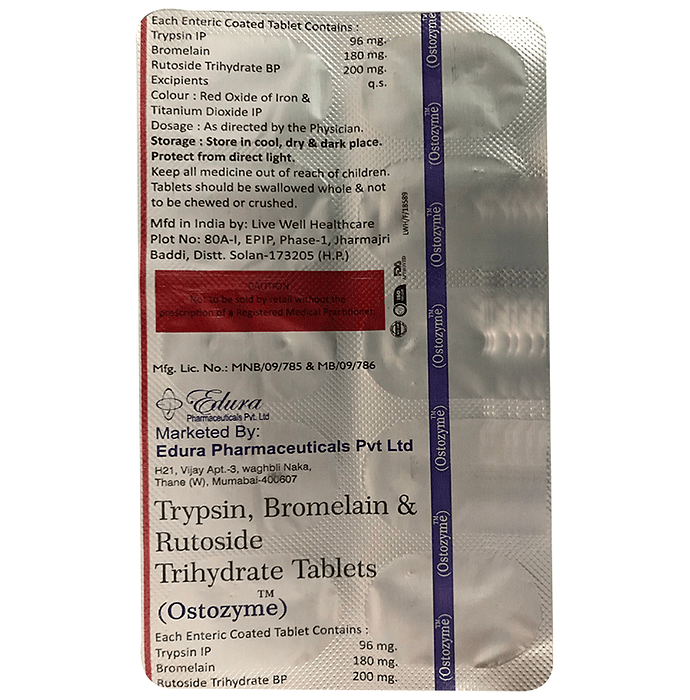 Each Enteric Coated Tablet Contains :
Trypsin IP 96 mg.
Bromelain 180 mg.
Rutoside Trihydrate BP 200 mg.
Excipients q.s.
Colour : Red Oxide of Iron &
Titanium Dioxide IP
Dosage : As directed by the Physician.
Storage : Store in cool, dry & dark place.
Protect from direct light.
Keep all medicine out of reach of children.
Tablets should be swallowed whole & not
to be chewed or crushed.
Mfd in India by: Live Well Healthcare
Plot No: 80A-I, EPIP, Phase-1, Jharmajri
Baddi, Distt. Solan-173205 (H.P.)
CAUTION
Not to be sold by retail without the
prescription of a Registered Medical Practitioner.
Mfg. Lic. No.: MNB/09/785 & MB/09/786
Edura
Pharmaceuticals Pvt. Ltd
Marketed By:
Edura Pharmaceuticals Pvt Ltd
H21, Vijay Apt.-3, waghbli Naka,
Thane (W), Mumabai-400607
Trypsin, Bromelain &
Rutoside
Trihydrate Tablets
(Ostozyme)™
Each Enteric Coated Tablet Contains :
Trypsin IP 96 mg.
Bromelain 180 mg.
Rutoside Trihydrate BP 200 mg.
LWH/F/18589
(Ostozyme)™
(Ostozyme)™
(Ostozyme)™
(Ostozyme)™
(Ostozyme)™
(Ostozyme)™
(Ostozyme)™